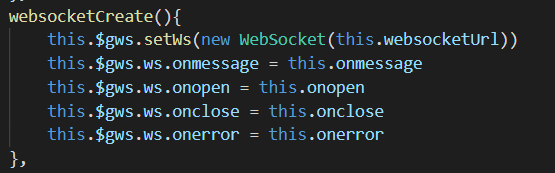 websocketCreate(){
this.$gws.setWs(new WebSocket(this.websocketUrl))
this.$gws.ws.onmessage = this.onmessage
this.$gws.ws.onopen = this.onopen
this.$gws.ws.onclose = this.onclose
this.$gws.ws.onerror = this.onerror
},